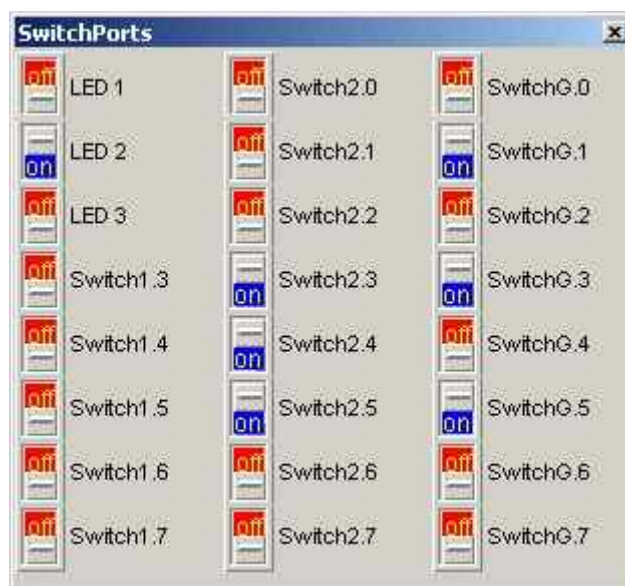 SwitchPorts
off LED 1 off Switch2.0 off SwitchG.0
on LED 2 off Switch2.1 on SwitchG.1
off LED 3 off Switch2.2 off SwitchG.2
off Switch1.3 on Switch2.3 on SwitchG.3
off Switch1.4 on Switch2.4 off SwitchG.4
off Switch1.5 on Switch2.5 on SwitchG.5
off Switch1.6 off Switch2.6 off SwitchG.6
off Switch1.7 off Switch2.7 off SwitchG.7